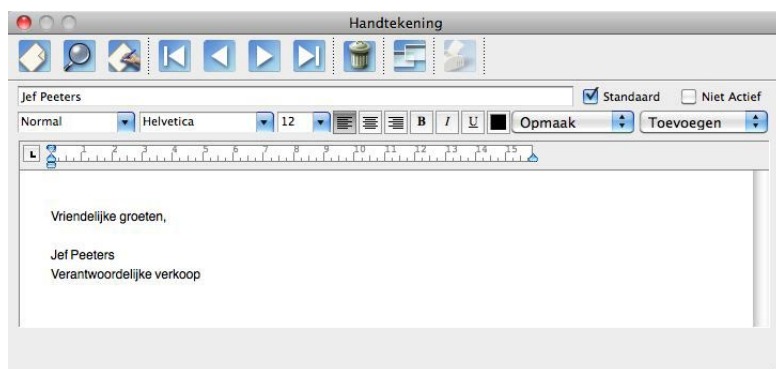 Handtekening
Jef Peeters Standaard Niet Actief
Normal Helvetica 12 B I U Opmaak Toevoegen
L 1 2 3 4 5 6 7 8 9 10 11 12 13 14 15
Vriendelijke groeten,
Jef Peeters
Verantwoordelijke verkoop